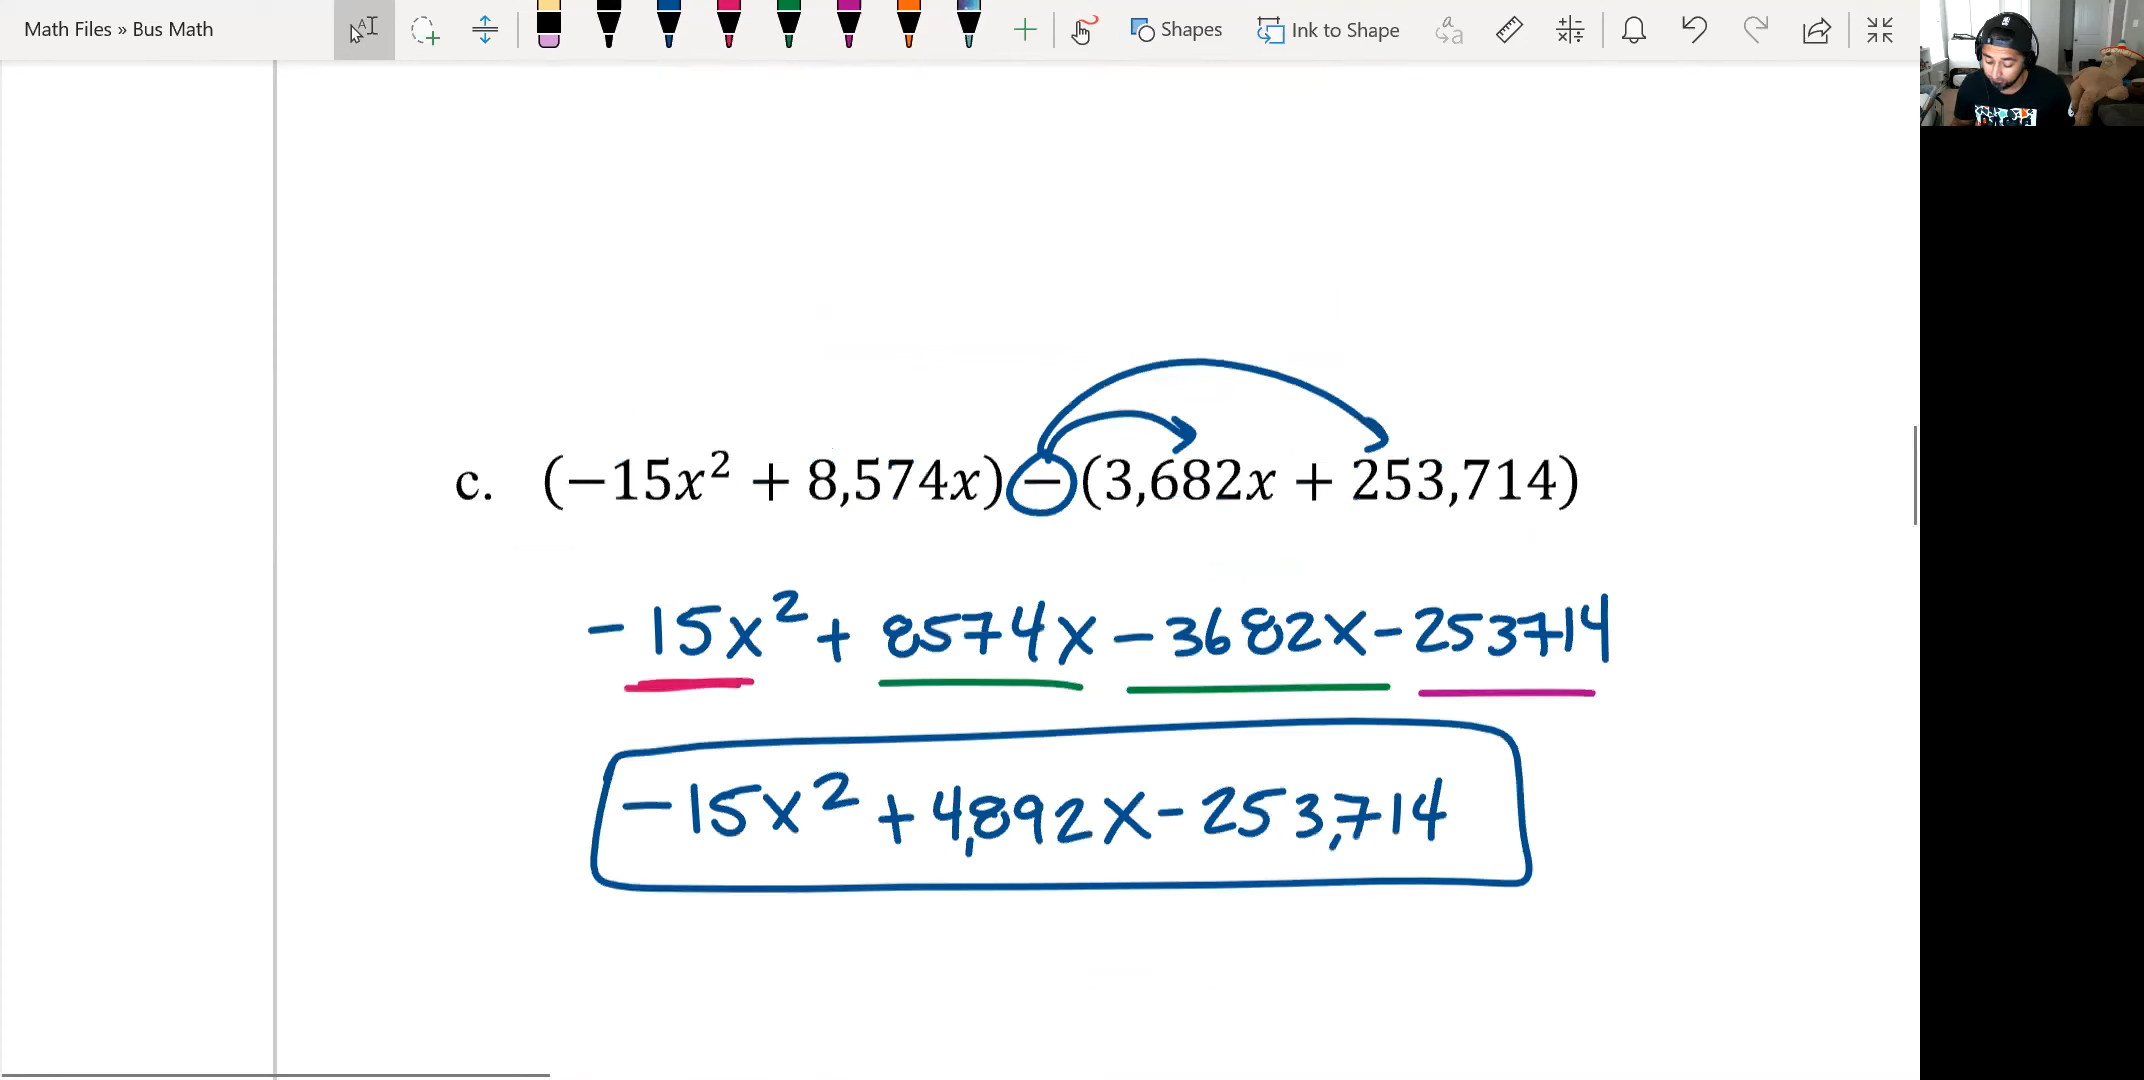 Math Files » Bus Math
Shapes
Ink to Shape
c. (−15x² + 8,574x) − (3,682x + 253,714)
- 15x² + 8574x - 3682x - 253714
-15x² + 4,892x - 253,714